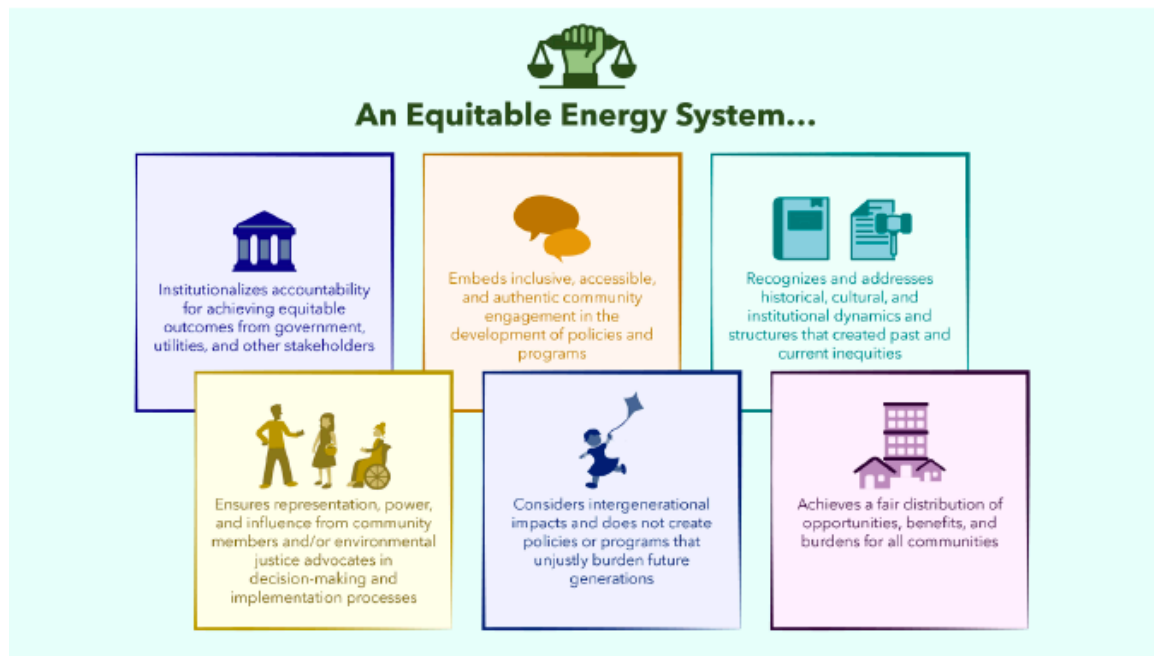 An Equitable Energy System...
Institutionalizes accountability
for achieving equitable
outcomes from government,
utilities, and other stakeholders
Embeds inclusive, accessible,
and authentic community
engagement in the
development of policies and
programs
Recognizes and addresses
historical, cultural, and
institutional dynamics and
structures that created past and
current inequities
Ensures representation, power,
and influence from community
members and/or environmental
justice advocates in
decision-making and
implementation processes
Considers intergenerational
impacts and does not create
policies or programs that
unjustly burden future
generations
Achieves a fair distribution of
opportunities, benefits, and
burdens for all communities